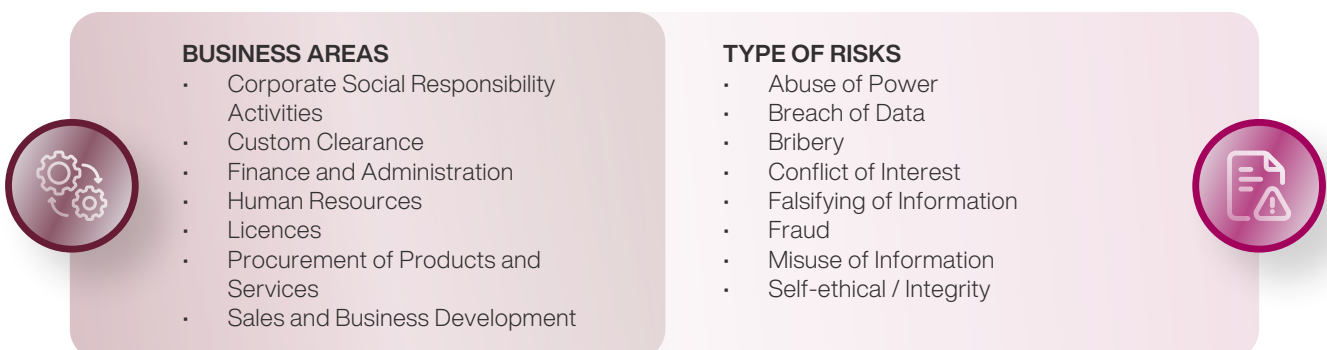 BUSINESS AREAS
· Corporate Social Responsibility
Activities
· Custom Clearance
· Finance and Administration
· Human Resources
· Licences
· Procurement of Products and
Services
· Sales and Business Development
TYPE OF RISKS
· Abuse of Power
· Breach of Data
· Bribery
· Conflict of Interest
· Falsifying of Information
· Fraud
· Misuse of Information
· Self-ethical / Integrity